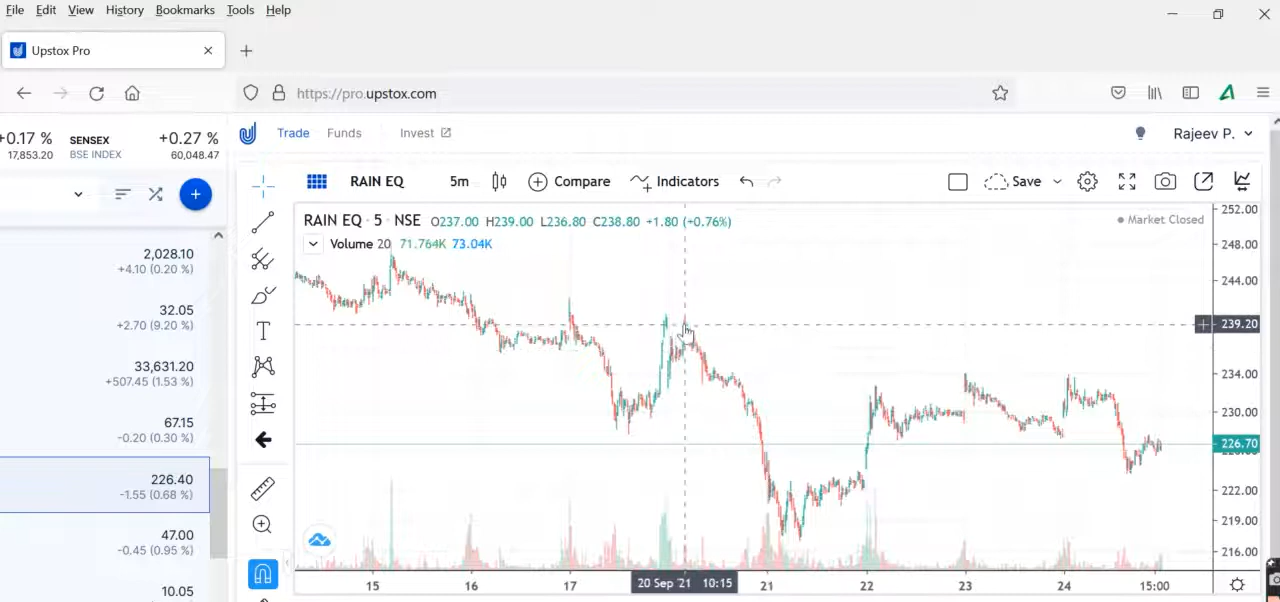 File Edit View History Bookmarks Tools Help
Upstox Pro
https://pro.upstox.com
+0.17 % SENSEX +0.27 %
17,853.20 BSE INDEX 60,048.47
Trade Funds Invest Rajeev P.
RAIN EQ 5m Compare Indicators Save
2,028.10
+4.10 (0.20 %)
32.05
+2.70 (9.20 %)
33,631.20
+507.45 (1.53 %)
67.15
-0.20 (0.30 %)
226.40
-1.55 (0.68 %)
47.00
-0.45 (0.95 %)
10.05
RAIN EQ · 5 · NSE O237.00 H239.00 L236.80 C238.80 +1.80 (+0.76%)
Market Closed
Volume 20 71.764K 73.04K
252.00
248.00
244.00
239.20
234.00
230.00
226.70
222.00
219.00
216.00
15 16 17 20 Sep '21 10:15 21 22 23 24 15:00